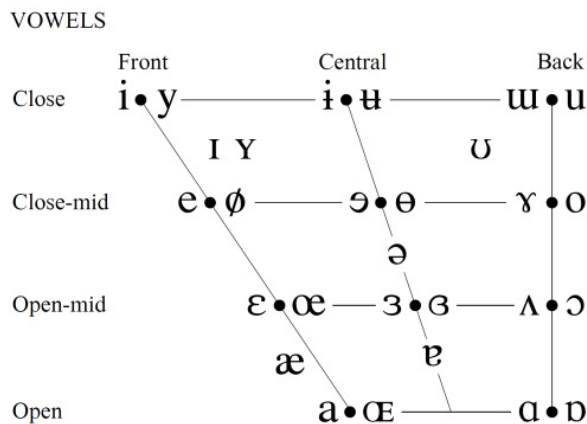 VOWELS
Front Central Back
Close i y ɨ ʉ ɯ u
ɪ ʏ ʊ
Close-mid e ø ɘ ɵ ɤ o
ə
Open-mid ɛ œ ɜ ɞ ʌ ɔ
æ ɐ
Open a ɶ ɑ ɒ